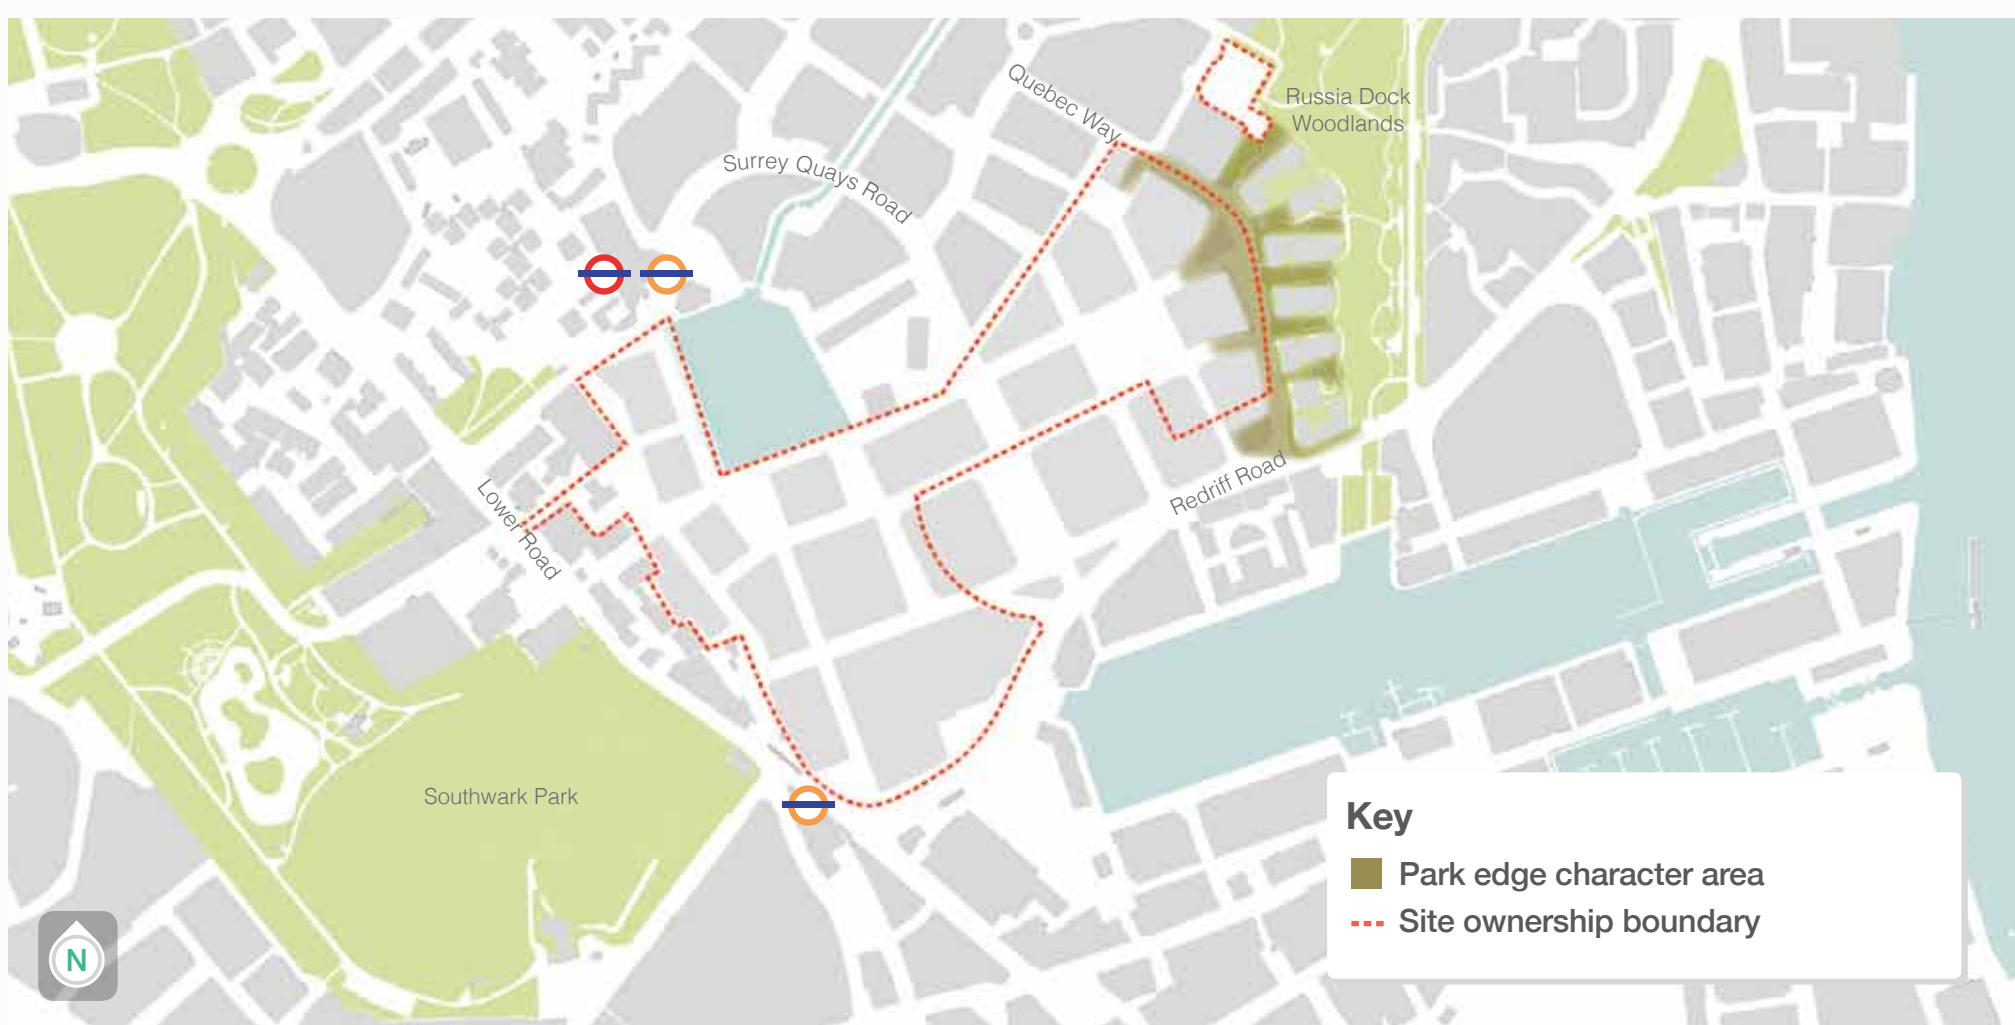 Quebec Way
Russia Dock
Woodlands
Surrey Quays Road
Redriff Road
Lower Road
Southwark Park
Key
Park edge character area
Site ownership boundary
N